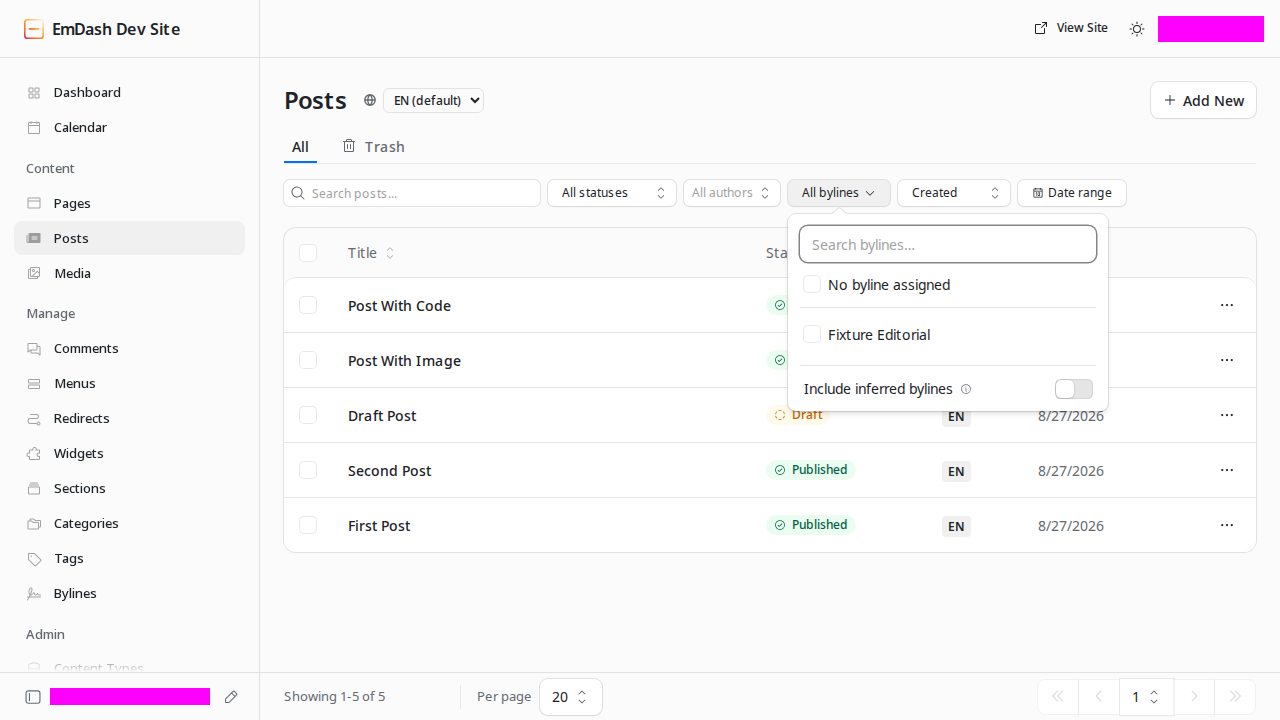 EmDash Dev Site
View Site
Dashboard
Calendar
Content
Pages
Posts
Media
Manage
Comments
Menus
Redirects
Widgets
Sections
Categories
Tags
Bylines
Admin
Content Types
Posts
EN (default)
Add New
All
Trash
Search posts...
All statuses
All authors
All bylines
Created
Date range
Search bylines...
No byline assigned
Fixture Editorial
Include inferred bylines
Title
Sta
Post With Code
Post With Image
Draft Post
Draft
EN
8/27/2026
Second Post
Published
EN
8/27/2026
First Post
Published
EN
8/27/2026
Showing 1-5 of 5
Per page
20
1